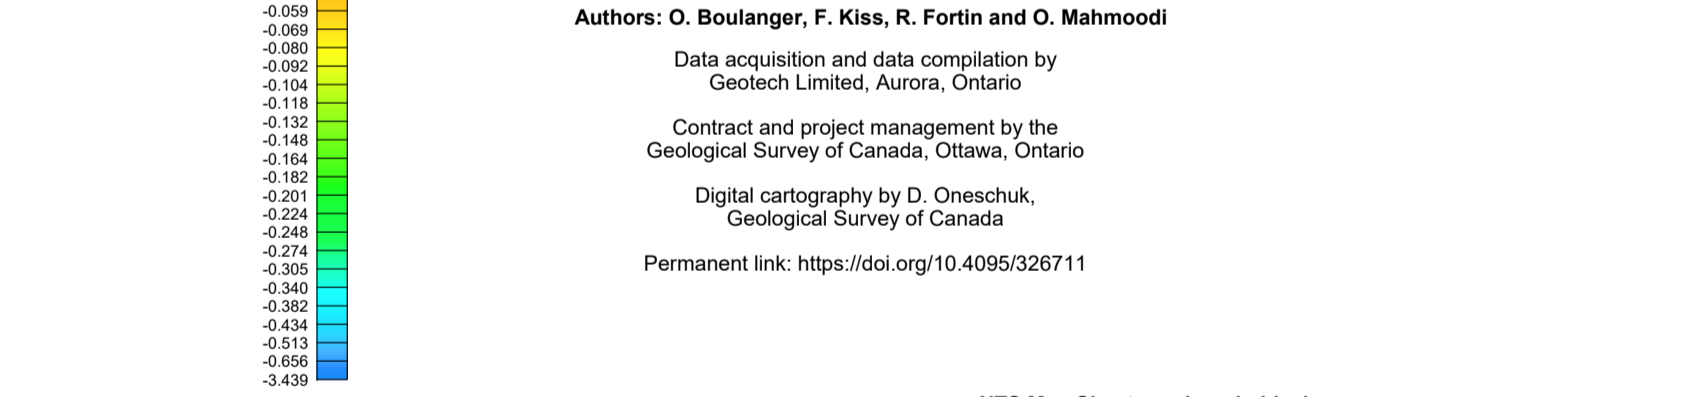 -0.059
-0.069
-0.080
-0.092
-0.104
-0.118
-0.132
-0.148
-0.164
-0.182
-0.201
-0.224
-0.248
-0.274
-0.305
-0.340
-0.382
-0.434
-0.513
-0.656
-3.439
Authors: O. Boulanger, F. Kiss, R. Fortin and O. Mahmoodi
Data acquisition and data compilation by
Geotech Limited, Aurora, Ontario
Contract and project management by the
Geological Survey of Canada, Ottawa, Ontario
Digital cartography by D. Oneschuk,
Geological Survey of Canada
Permanent link: https://doi.org/10.4095/326711